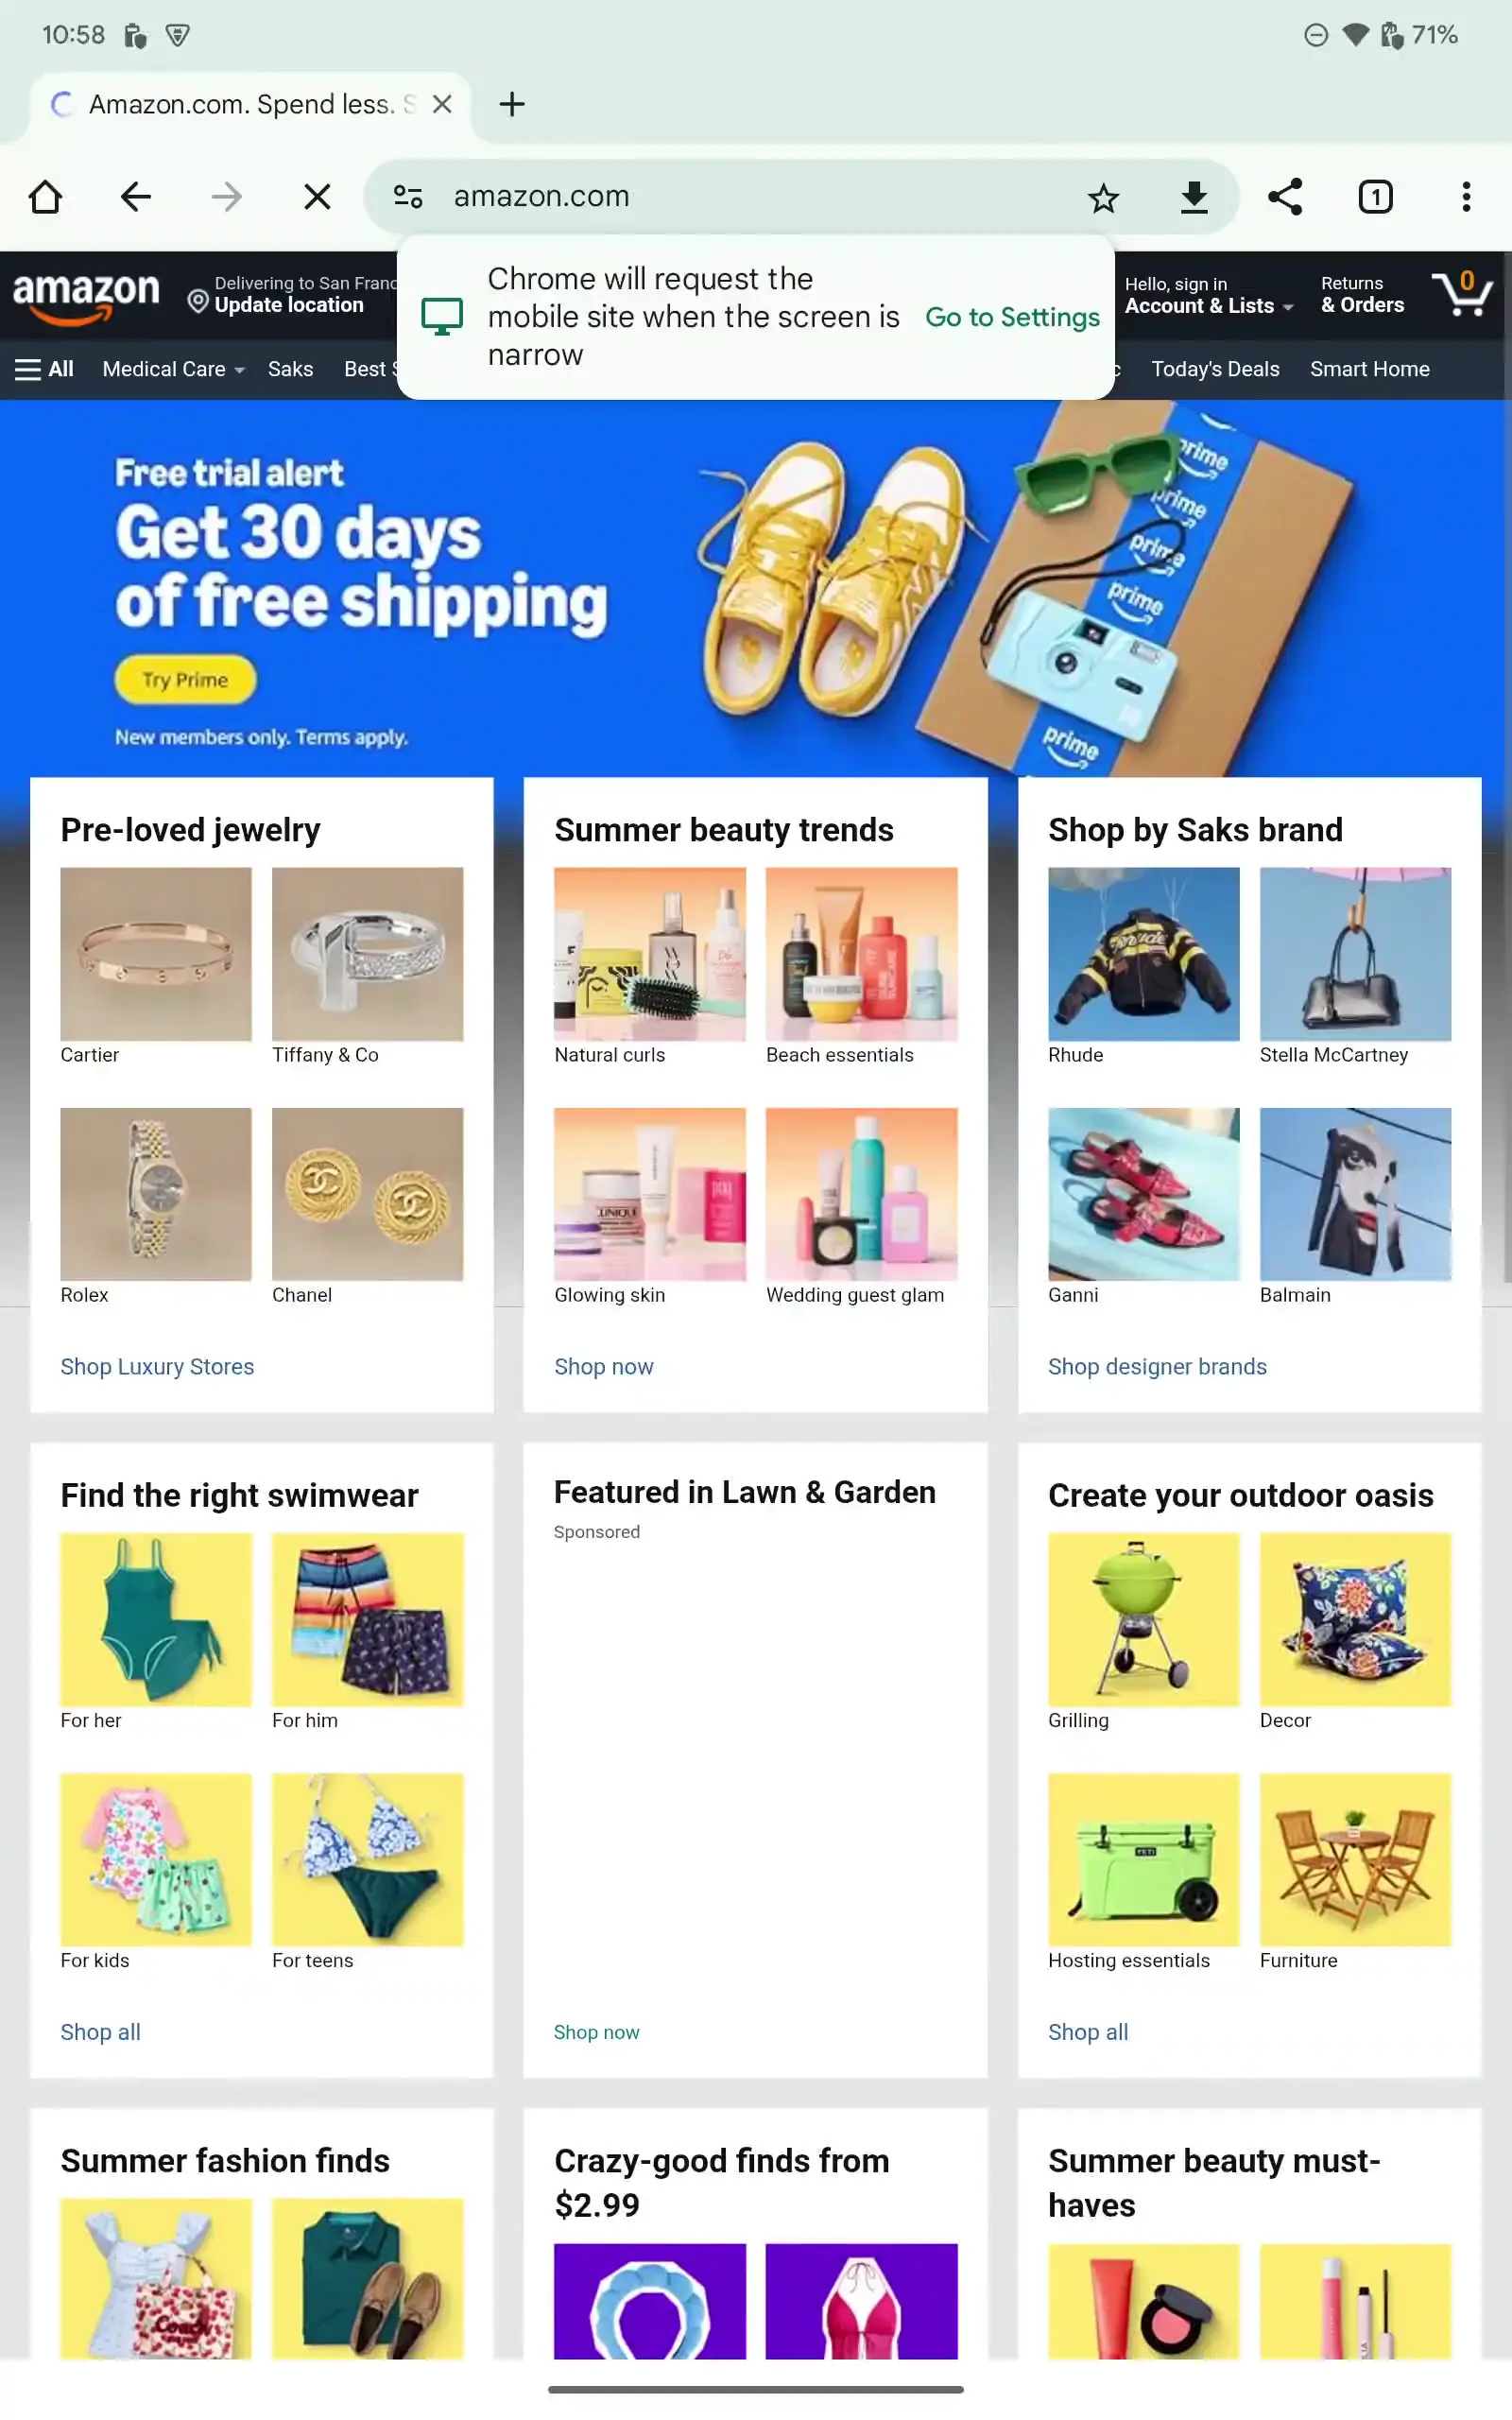 10:58
71%
Amazon.com. Spend less. S
amazon.com
1
Chrome will request the
mobile site when the screen is
narrow
Go to Settings
amazon
Delivering to San Franc
Update location
Hello, sign in
Account & Lists
Returns
& Orders
0
All
Medical Care
Saks
Best S
c
Today's Deals
Smart Home
Free trial alert
Get 30 days
of free shipping
Try Prime
New members only. Terms apply.
prime
prime
prime
prime
prime
Pre-loved jewelry
Cartier
Tiffany & Co
Rolex
Chanel
Shop Luxury Stores
Summer beauty trends
Natural curls
Beach essentials
CLINIQUE
Glowing skin
Wedding guest glam
Shop now
Shop by Saks brand
Rhude
Rhude
Stella McCartney
Ganni
Balmain
Shop designer brands
Find the right swimwear
For her
For him
For kids
For teens
Shop all
Featured in Lawn & Garden
Sponsored
Shop now
Create your outdoor oasis
Grilling
Decor
YETI
Hosting essentials
Furniture
Shop all
Summer fashion finds
Coach
Crazy-good finds from
$2.99
Summer beauty must-
haves